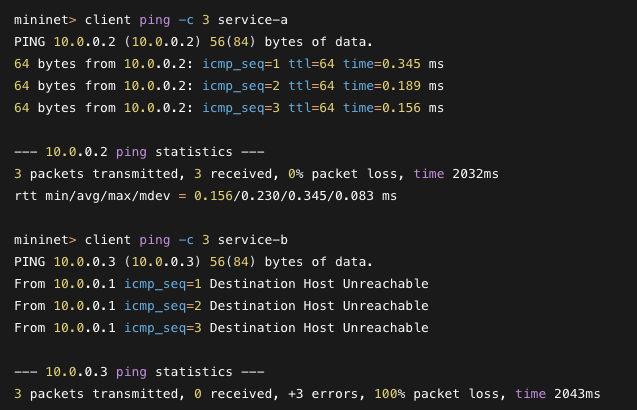 mininet> client ping -c 3 service-a
PING 10.0.0.2 (10.0.0.2) 56(84) bytes of data.
64 bytes from 10.0.0.2: icmp_seq=1 ttl=64 time=0.345 ms
64 bytes from 10.0.0.2: icmp_seq=2 ttl=64 time=0.189 ms
64 bytes from 10.0.0.2: icmp_seq=3 ttl=64 time=0.156 ms
--- 10.0.0.2 ping statistics ---
3 packets transmitted, 3 received, 0% packet loss, time 2032ms
rtt min/avg/max/mdev = 0.156/0.230/0.345/0.083 ms
mininet> client ping -c 3 service-b
PING 10.0.0.3 (10.0.0.3) 56(84) bytes of data.
From 10.0.0.1 icmp_seq=1 Destination Host Unreachable
From 10.0.0.1 icmp_seq=2 Destination Host Unreachable
From 10.0.0.1 icmp_seq=3 Destination Host Unreachable
--- 10.0.0.3 ping statistics ---
3 packets transmitted, 0 received, +3 errors, 100% packet loss, time 2043ms